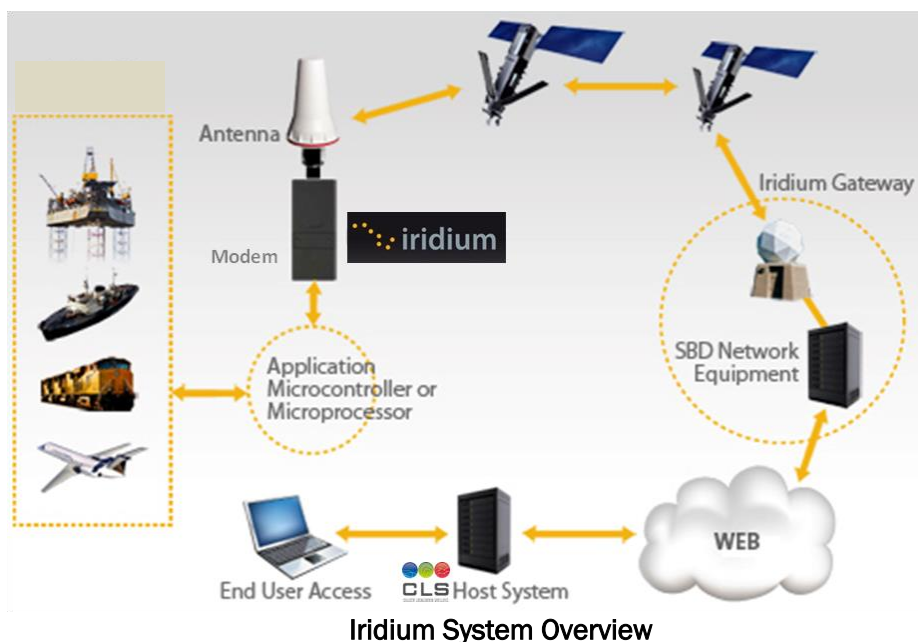 Antenna
Iridium Gateway
Modem
iridium
SBD Network
Equipment
Application
Microcontroller or
Microprocessor
WEB
End User Access
CLS
Host System
Iridium System Overview